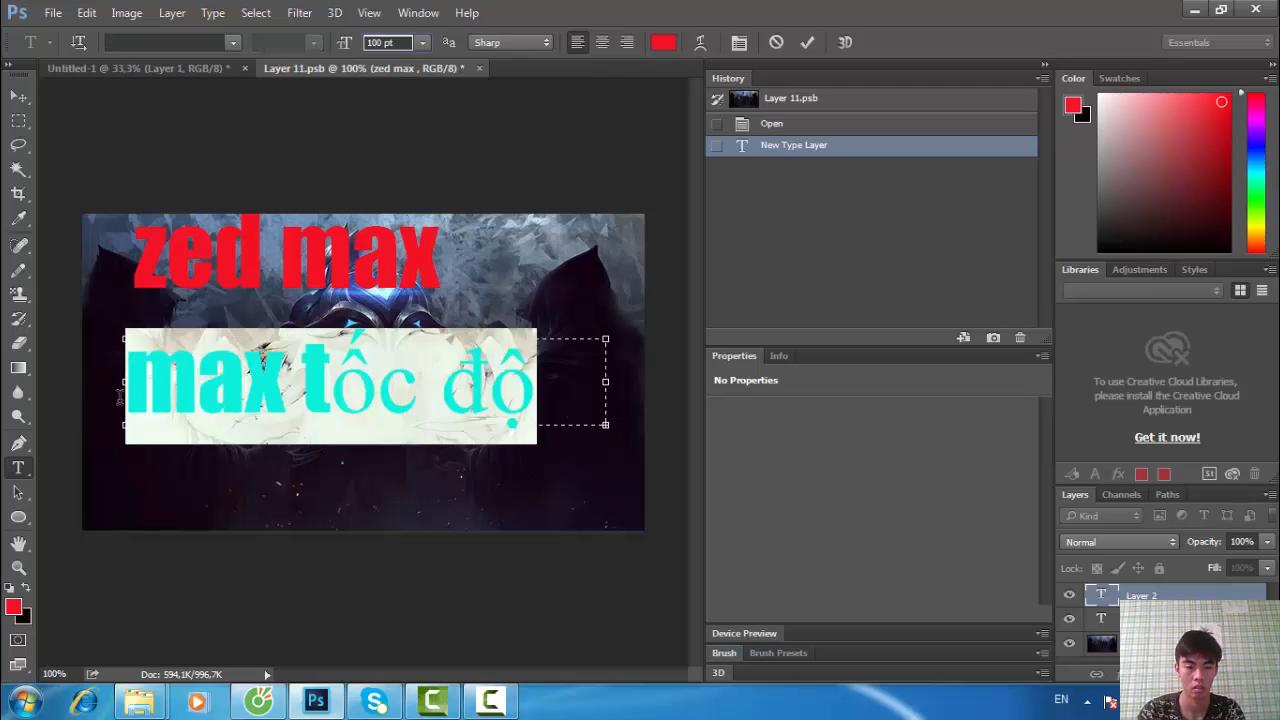 Ps File Edit Image Layer Type Select Filter 3D View Window Help
T 100 pt aa Sharp 3D Essentials
Untitled-1 @ 33,3% (Layer 1, RGB/8) * × Layer 11.psb @ 100% (zed max , RGB/8) * ×
History
Layer 11.psb
Open
New Type Layer
Color Swatches
zed max
max tốc độ
Libraries Adjustments Styles
To use Creative Cloud Libraries,
please install the Creative Cloud
Application
Get it now!
Properties Info
No Properties
Layers Channels Paths
Kind
Normal Opacity: 100%
Lock: Fill: 100%
Layer 2
Device Preview
Brush Brush Presets
3D
100% Doc: 594,1K/996,7K
EN